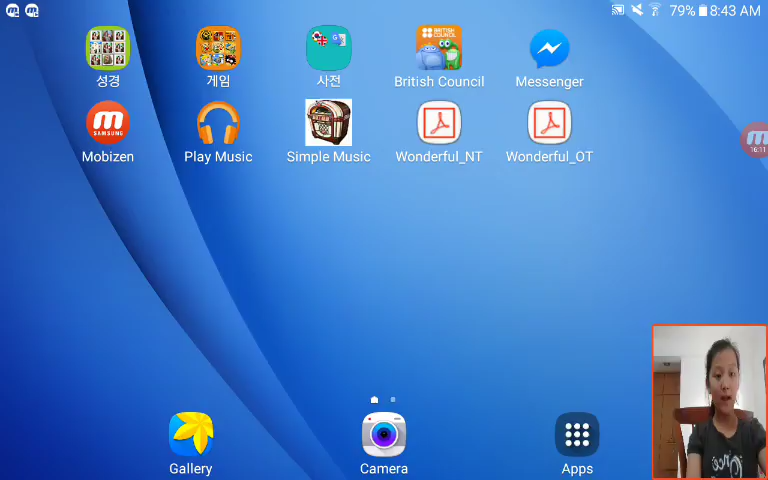 79% 8:43 AM
성경 게임 사전 British Council Messenger
BRITISH COUNCIL
SAMSUNG
Mobizen Play Music Simple Music Wonderful_NT Wonderful_OT
16:11
Gallery Camera Apps